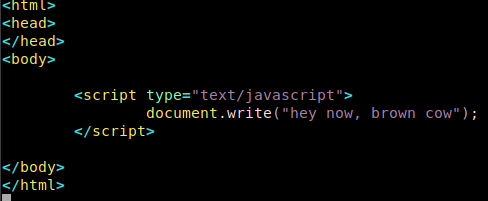 <html>
<head>
</head>
<body>
<script type="text/javascript">
document.write("hey now, brown cow");
</script>
</body>
</html>